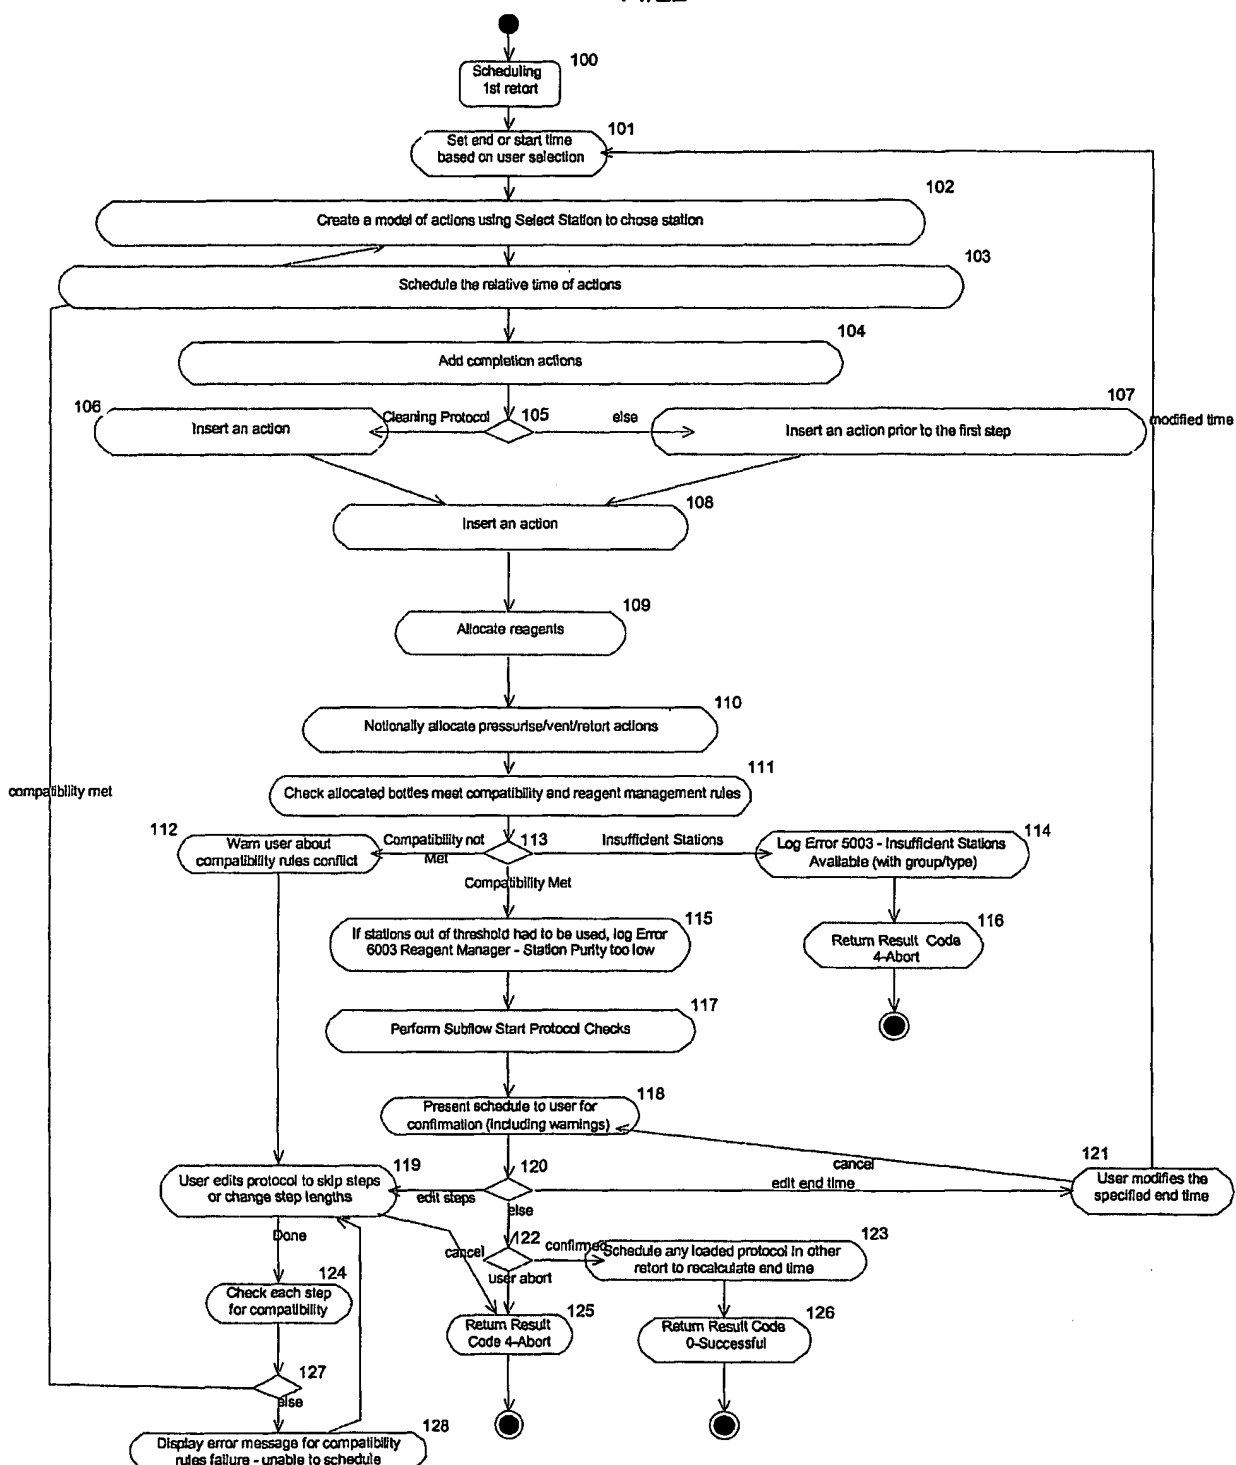 100
Scheduling
1st retort
101
Set end or start time
based on user selection
102
Create a model of actions using Select Station to chose station
103
Schedule the relative time of actions
104
Add completion actions
105
Cleaning Protocol
else
106
Insert an action
107
Insert an action prior to the first step
modified time
108
Insert an action
109
Allocate reagents
110
Notionally allocate pressurise/vent/retort actions
111
Check allocated bottles meet compatibility and reagent management rules
compatibility met
112
Warn user about
compatibility rules conflict
Compatibility not
Met
113
Insufficient Stations
Compatibility Met
114
Log Error 5003 - Insufficient Stations
Available (with group/type)
115
If stations out of threshold had to be used, log Error
6003 Reagent Manager - Station Purity too low
116
Return Result Code
4-Abort
117
Perform Subflow Start Protocol Checks
118
Present schedule to user for
confirmation (including warnings)
119
User edits protocol to skip steps
or change step lengths
120
edit steps
else
cancel
edit end time
121
User modifies the
specified end time
Done
cancel
122
confirmed
user abort
123
Schedule any loaded protocol in other
retort to recalculate end time
124
Check each step
for compatibility
125
Return Result
Code 4-Abort
126
Return Result Code
0-Successful
127
else
128
Display error message for compatibility
rules failure - unable to schedule